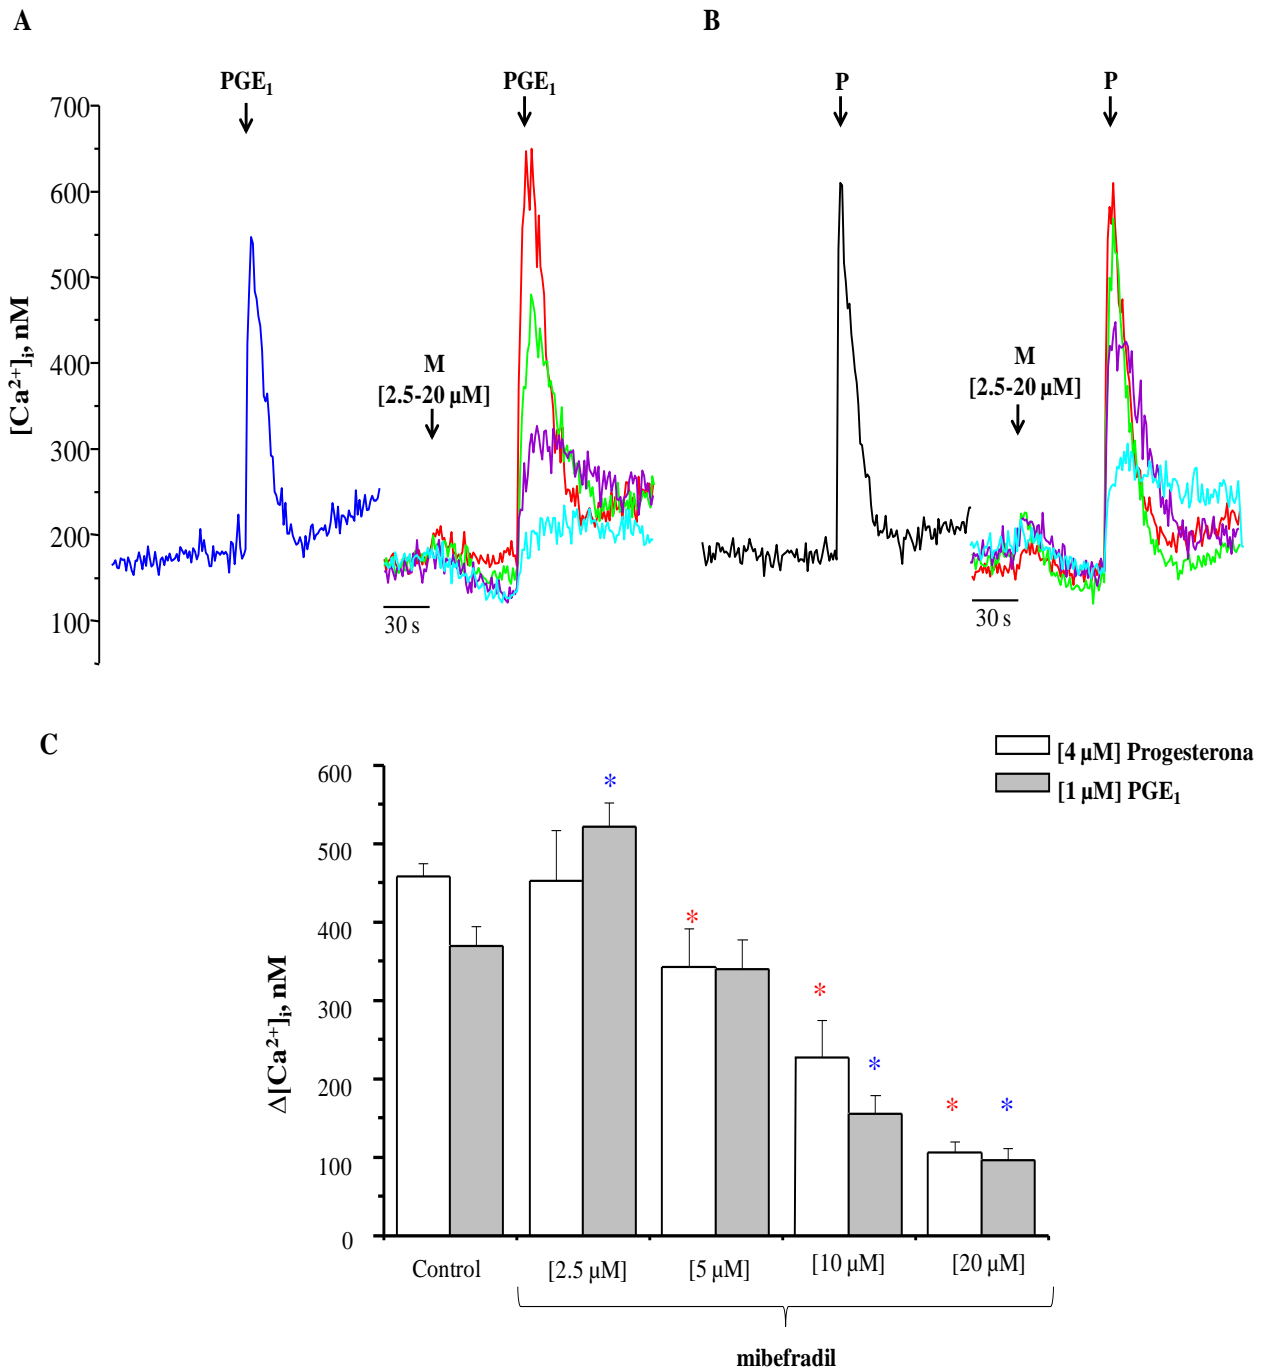 A
B
PGE₁
PGE₁
P
P
700
600
500
400
300
200
100
[Ca²⁺]ᵢ, nM
M
[2.5-20 µM]
M
[2.5-20 µM]
30 s
30 s
C
[4 µM] Progesterona
[1 µM] PGE₁
600
500
400
300
200
100
0
Δ[Ca²⁺]ᵢ, nM
*
*
*
*
*
*
Control
[2.5 µM]
[5 µM]
[10 µM]
[20 µM]
mibefradil